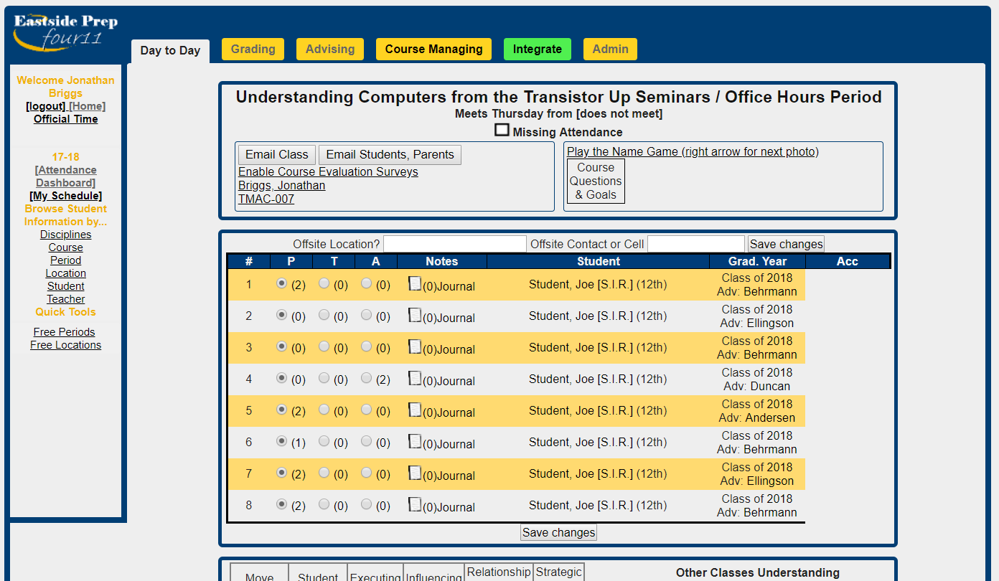 Eastside Prep
four11
Day to Day
Grading
Advising
Course Managing
Integrate
Admin
Welcome Jonathan
Briggs
[logout] [Home]
Official Time
17-18
[Attendance
Dashboard]
[My Schedule]
Browse Student
Information by...
Disciplines
Course
Period
Location
Student
Teacher
Quick Tools
Free Periods
Free Locations
Understanding Computers from the Transistor Up Seminars / Office Hours Period
Meets Thursday from [does not meet]
Missing Attendance
Email Class Email Students, Parents
Enable Course Evaluation Surveys
Briggs, Jonathan
TMAC-007
Play the Name Game (right arrow for next photo)
Course
Questions
& Goals
Offsite Location? Offsite Contact or Cell Save changes
# P T A Notes Student Grad. Year Acc
1 (2) (0) (0) (0)Journal Student, Joe [S.I.R.] (12th) Class of 2018
Adv: Behrmann
2 (0) (0) (0) (0)Journal Student, Joe [S.I.R.] (12th) Class of 2018
Adv: Ellingson
3 (0) (0) (0) (0)Journal Student, Joe [S.I.R.] (12th) Class of 2018
Adv: Behrmann
4 (0) (0) (2) (0)Journal Student, Joe [S.I.R.] (12th) Class of 2018
Adv: Duncan
5 (2) (0) (0) (0)Journal Student, Joe [S.I.R.] (12th) Class of 2018
Adv: Andersen
6 (1) (0) (0) (0)Journal Student, Joe [S.I.R.] (12th) Class of 2018
Adv: Behrmann
7 (2) (0) (0) (0)Journal Student, Joe [S.I.R.] (12th) Class of 2018
Adv: Ellingson
8 (2) (0) (0) (0)Journal Student, Joe [S.I.R.] (12th) Class of 2018
Adv: Behrmann
Save changes
Move Student Executing Influencing Relationship Strategic
Other Classes Understanding